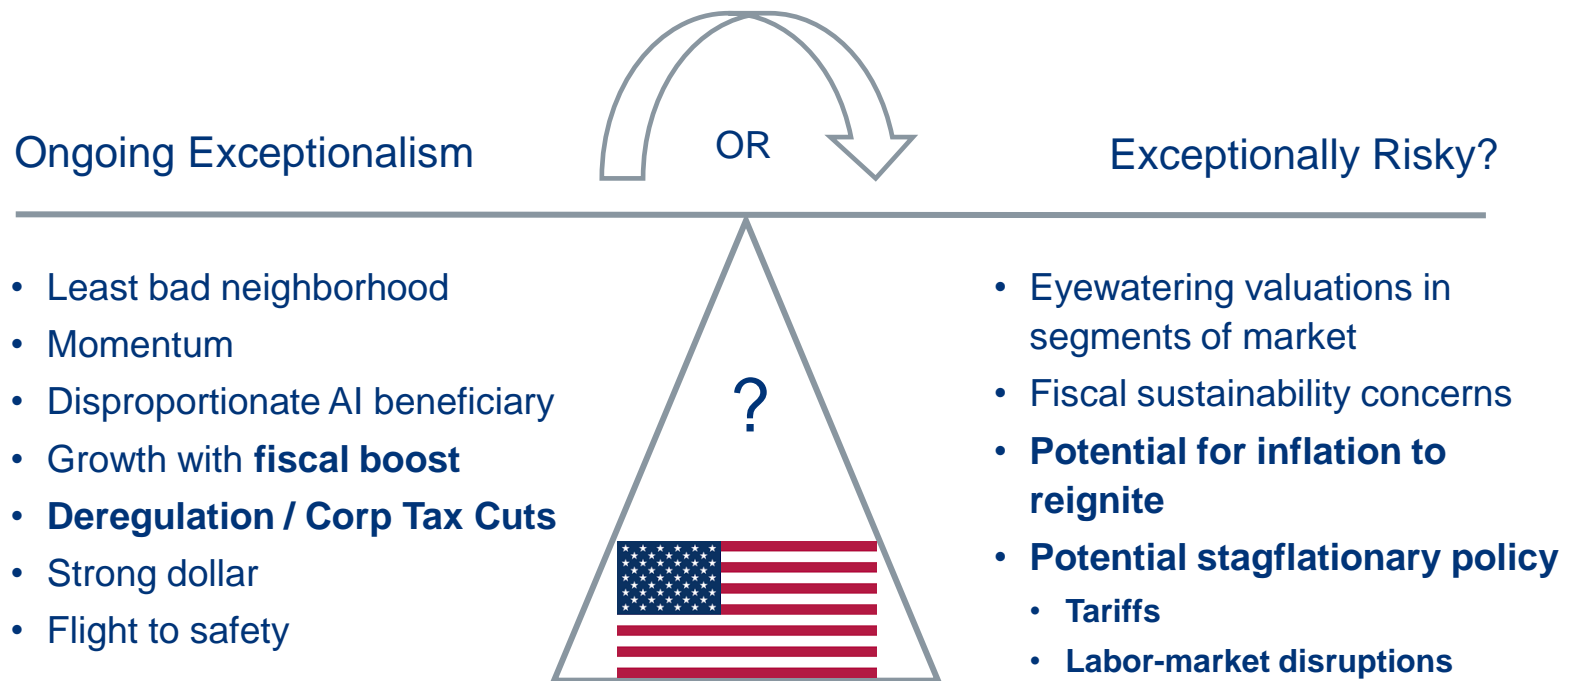 OR
Ongoing Exceptionalism
Exceptionally Risky?
• Least bad neighborhood
• Momentum
• Disproportionate AI beneficiary
• Growth with fiscal boost
• Deregulation / Corp Tax Cuts
• Strong dollar
• Flight to safety
?
• Eyewatering valuations in
segments of market
• Fiscal sustainability concerns
• Potential for inflation to
reignite
• Potential stagflationary policy
• Tariffs
• Labor-market disruptions